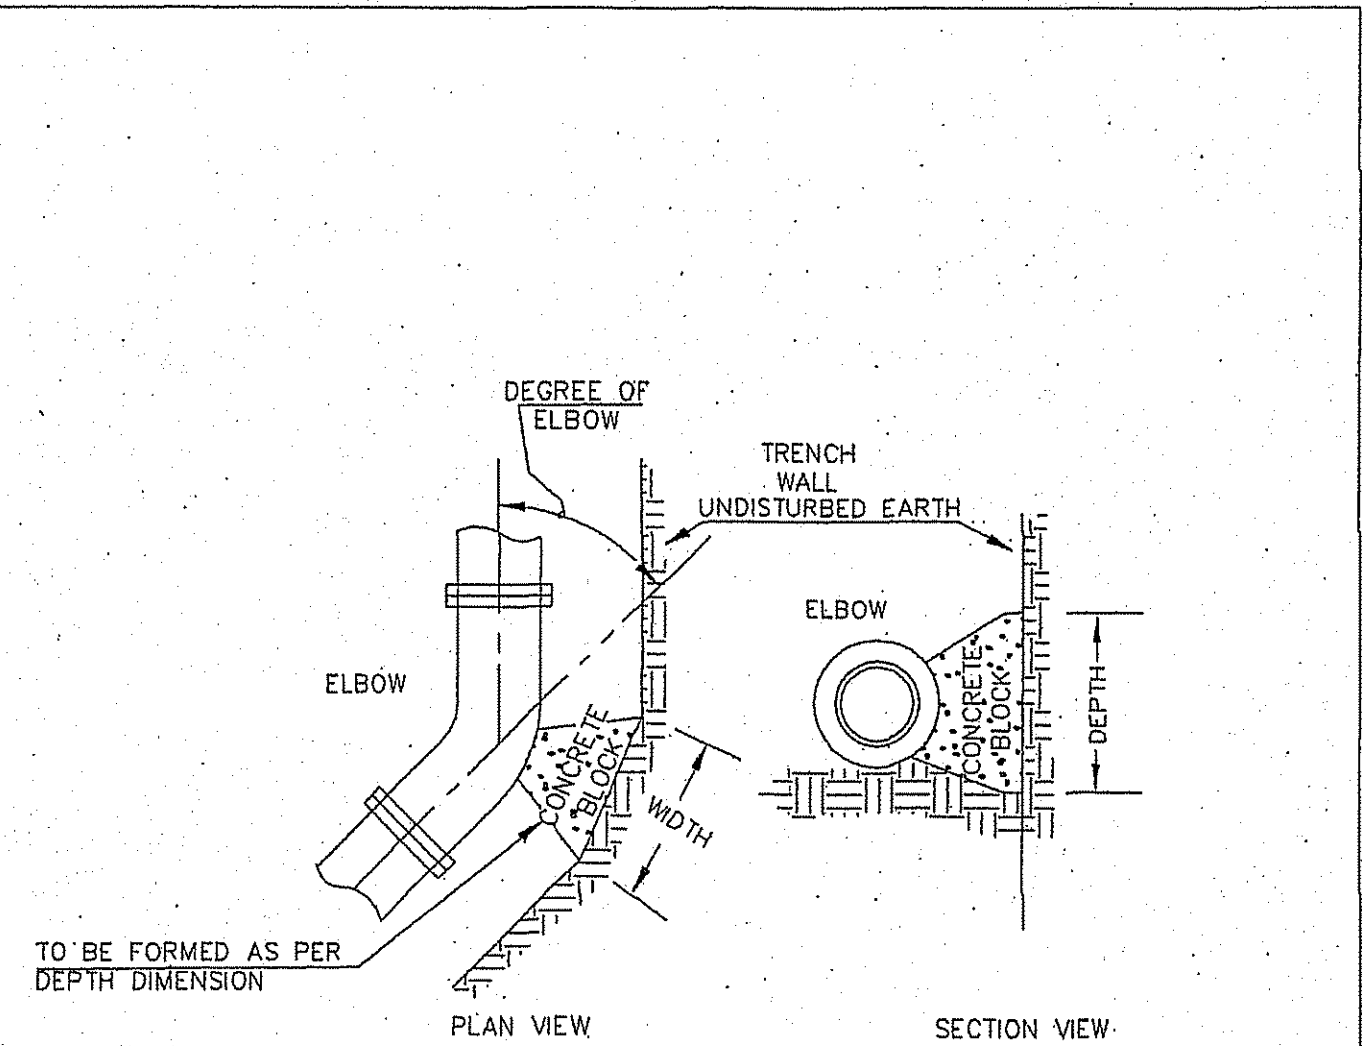 DEGREE OF
ELBOW
TRENCH
WALL
UNDISTURBED EARTH
ELBOW
ELBOW
CONCRETE
BLOCK
CONCRETE
BLOCK
DEPTH
WIDTH
TO BE FORMED AS PER
DEPTH DIMENSION
PLAN VIEW
SECTION VIEW